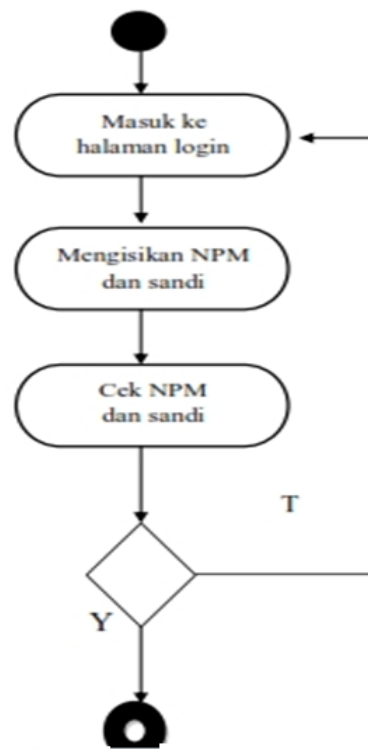 Masuk ke
halaman login
Mengisikan NPM
dan sandi
Cek NPM
dan sandi
T
Y